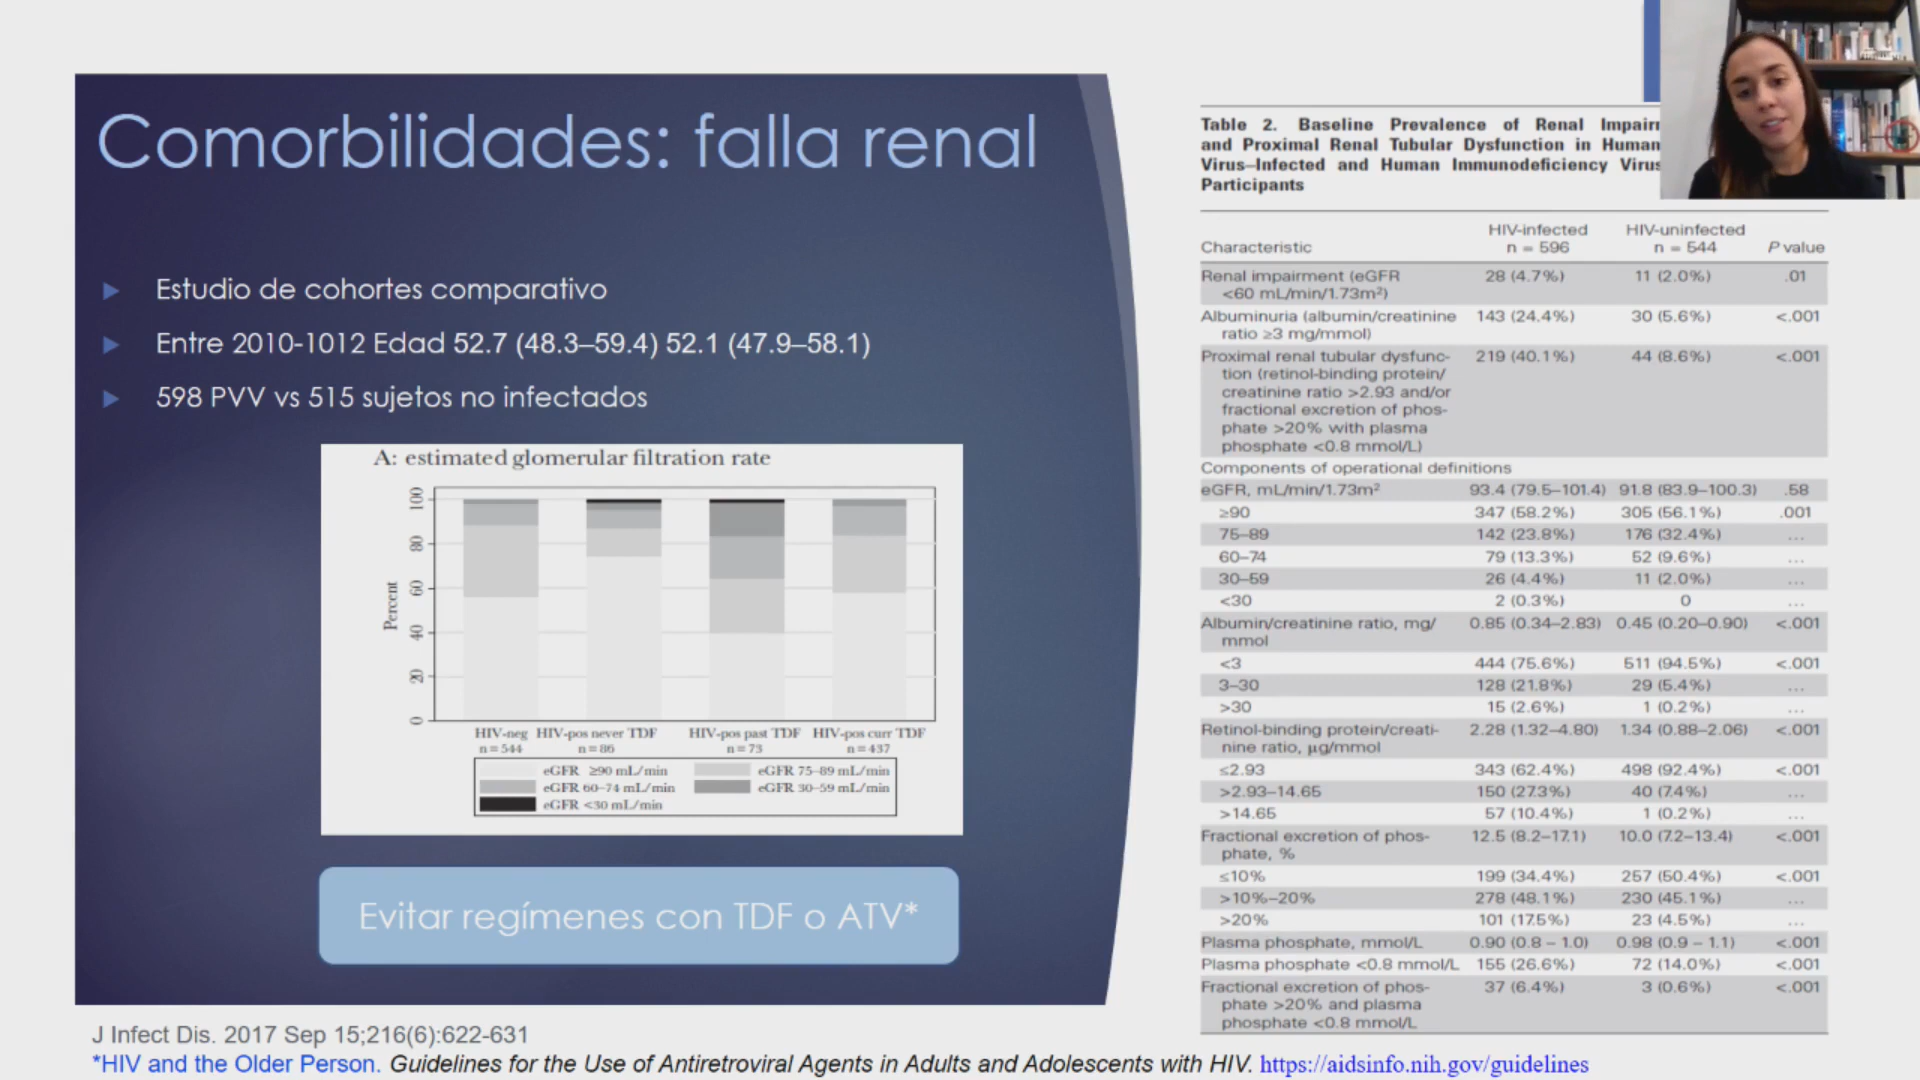 Comorbilidades: falla renal
Estudio de cohortes comparativo
Entre 2010-1012 Edad 52.7 (48.3–59.4) 52.1 (47.9–58.1)
598 PVV vs 515 sujetos no infectados
A: estimated glomerular filtration rate
Percent
100
80
60
40
20
0
HIV-neg HIV-pos never TDF HIV-pos past TDF HIV-pos curr TDF
n=544 n=86 n=73 n=437
eGFR ≥90 mL/min eGFR 75–89 mL/min
eGFR 60–74 mL/min eGFR 30–59 mL/min
eGFR <30 mL/min
Evitar regímenes con TDF o ATV*
Table 2. Baseline Prevalence of Renal
and Proximal Renal Tubular Dysfunction in Human
Virus–Infected and Human Immunodeficiency
Participants
HIV-infected HIV-uninfected
Characteristic n = 596 n = 544 P value
Renal impairment (eGFR 28 (4.7%) 11 (2.0%) .01
<60 mL/min/1.73m²)
Albuminuria (albumin/creatinine 143 (24.4%) 30 (5.6%) <.001
ratio ≥3 mg/mmol)
Proximal renal tubular dysfunc- 219 (40.1%) 44 (8.6%) <.001
tion (retinol-binding protein/
creatinine ratio >2.93 and/or
fractional excretion of phos-
phate >20% with plasma
phosphate <0.8 mmol/L)
Components of operational definitions
eGFR, mL/min/1.73m² 93.4 (79.5–101.4) 91.8 (83.9–100.3) .58
≥90 347 (58.2%) 305 (56.1%) .001
75–89 142 (23.8%) 176 (32.4%) ...
60–74 79 (13.3%) 52 (9.6%) ...
30–59 26 (4.4%) 11 (2.0%) ...
<30 2 (0.3%) 0 ...
Albumin/creatinine ratio, mg/ 0.85 (0.34–2.83) 0.45 (0.20–0.90) <.001
mmol
<3 444 (75.6%) 511 (94.5%) <.001
3–30 128 (21.8%) 29 (5.4%) ...
>30 15 (2.6%) 1 (0.2%) ...
Retinol-binding protein/creati- 2.28 (1.32–4.80) 1.34 (0.88–2.06) <.001
nine ratio, μg/mmol
≤2.93 343 (62.4%) 498 (92.4%) <.001
>2.93–14.65 150 (27.3%) 40 (7.4%) ...
>14.65 57 (10.4%) 1 (0.2%) ...
Fractional excretion of phos- 12.5 (8.2–17.1) 10.0 (7.2–13.4) <.001
phate, %
≤10% 199 (34.4%) 257 (50.4%) <.001
>10%–20% 278 (48.1%) 230 (45.1%) ...
>20% 101 (17.5%) 23 (4.5%) ...
Plasma phosphate, mmol/L 0.90 (0.8 – 1.0) 0.98 (0.9 – 1.1) <.001
Plasma phosphate <0.8 mmol/L 155 (26.6%) 72 (14.0%) <.001
Fractional excretion of phos- 37 (6.4%) 3 (0.6%) <.001
phate >20% and plasma
phosphate <0.8 mmol/L
J Infect Dis. 2017 Sep 15;216(6):622-631
*HIV and the Older Person. Guidelines for the Use of Antiretroviral Agents in Adults and Adolescents with HIV. https://aidsinfo.nih.gov/guidelines